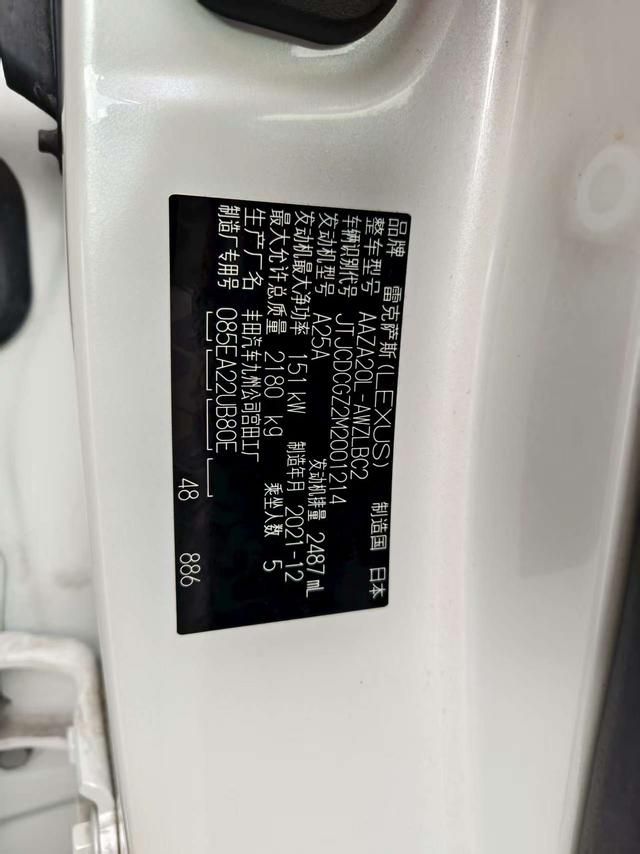 品牌 雷克萨斯(LEXUS) 制造国 日本
整车型号 AAZA20L-AWZLBC2
车辆识别代号 JTJCDCGZ2M2001214
发动机型号 A25A 发动机排量 2487mL
发动机最大净功率 151kW 制造年月 2021-12
最大允许总质量 2180 kg 乘坐人数 5
生产厂名 丰田汽车九州公司宫田工厂
制造厂专用号 085EA22UB80E
48 886